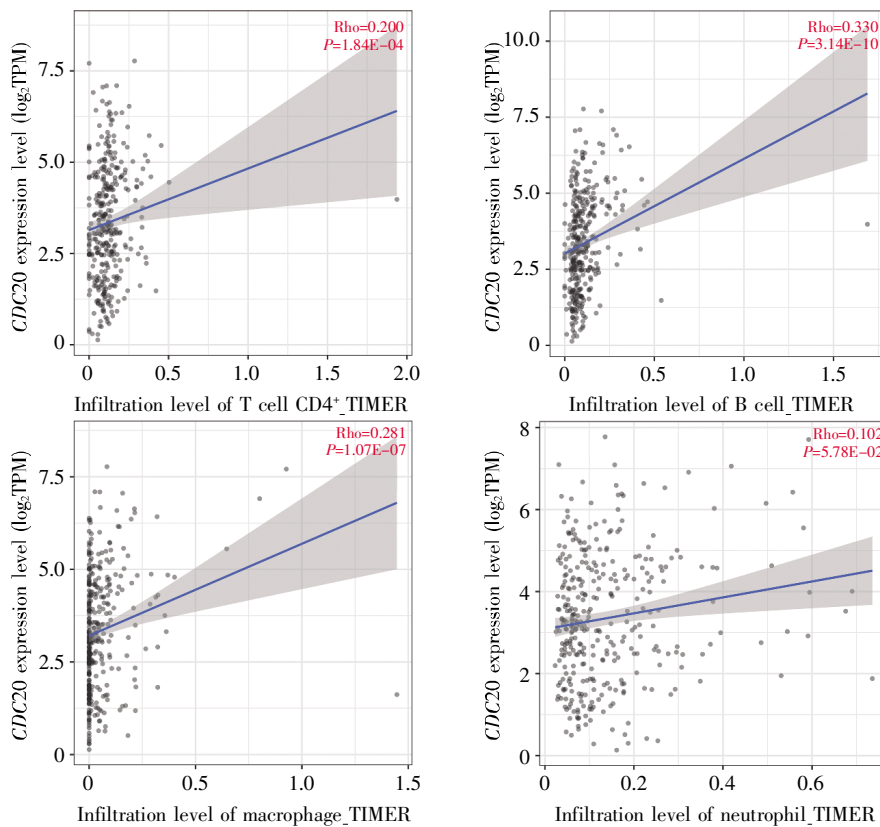 Rho=0.200
P=1.84E−04
CDC20 expression level (log₂TPM)
7.5
5.0
2.5
0
0 0.5 1.0 1.5 2.0
Infiltration level of T cell CD4⁺_TIMER
Rho=0.330
P=3.14E−10
CDC20 expression level (log₂TPM)
10.0
7.5
5.0
2.5
0
0 0.5 1.0 1.5
Infiltration level of B cell_TIMER
Rho=0.281
P=1.07E−07
CDC20 expression level (log₂TPM)
7.5
5.0
2.5
0
0 0.5 1.0 1.5
Infiltration level of macrophage_TIMER
Rho=0.102
P=5.78E−02
CDC20 expression level (log₂TPM)
8
6
4
2
0
0 0.2 0.4 0.6
Infiltration level of neutrophil_TIMER